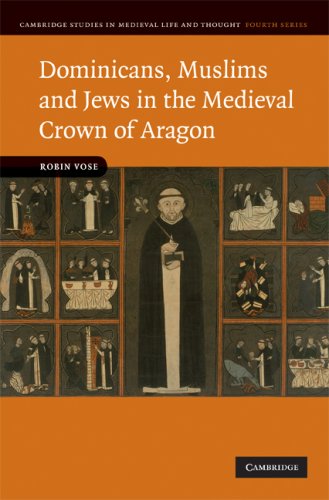 CAMBRIDGE STUDIES IN MEDIEVAL LIFE AND THOUGHT FOURTH SERIES
Dominicans, Muslims
and Jews in the Medieval
Crown of Aragon
ROBIN VOSE
CAMBRIDGE